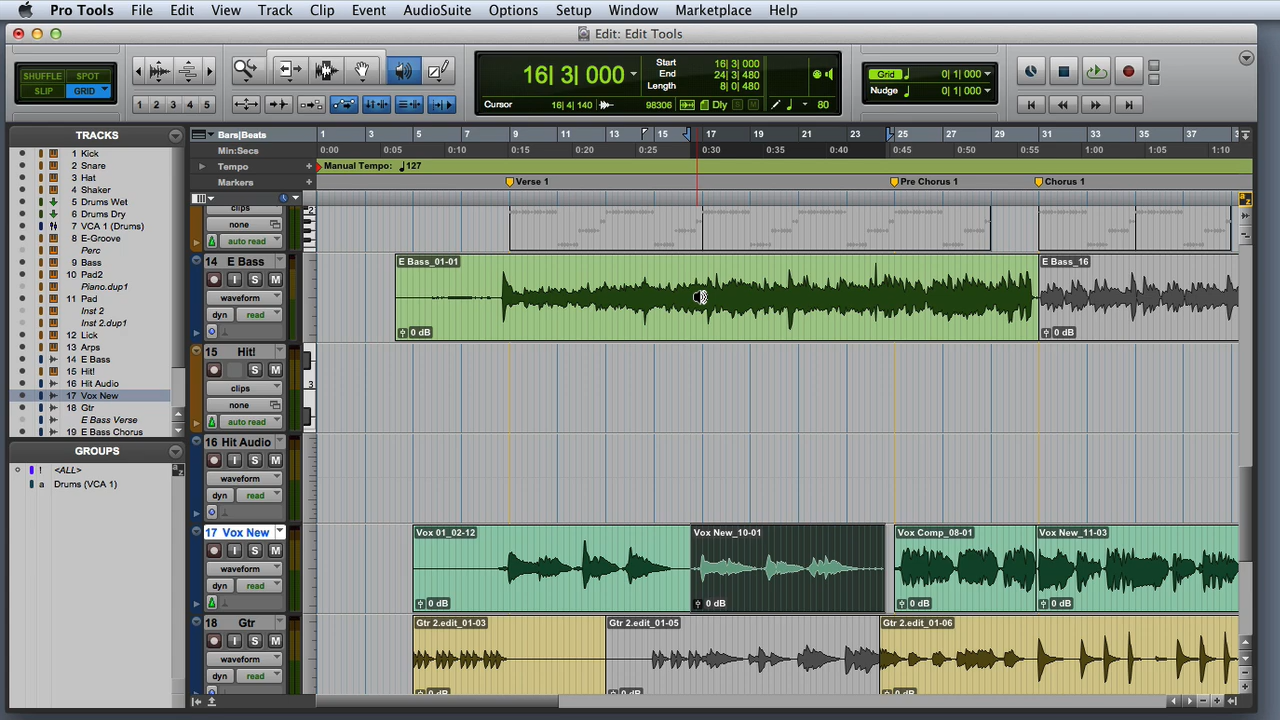 Pro Tools File Edit View Track Clip Event AudioSuite Options Setup Window Marketplace Help
Edit: Edit Tools
SHUFFLE SPOT
SLIP GRID
1 2 3 4 5
16| 3| 000
Start 16| 3| 000
End 24| 3| 480
Length 8| 0| 480
Cursor 16| 4| 140 98306 Dly S M 80
Grid 0| 1| 000
Nudge 0| 1| 000
TRACKS
1 Kick
2 Snare
3 Hat
4 Shaker
5 Drums Wet
6 Drums Dry
7 VCA 1 (Drums)
8 E-Groove
Perc
9 Bass
10 Pad2
Piano.dup1
11 Pad
Inst 2
Inst 2.dup1
12 Lick
13 Arps
14 E Bass
15 Hit!
16 Hit Audio
17 Vox New
18 Gtr
E Bass Verse
19 E Bass Chorus
GROUPS
! <ALL>
a Drums (VCA 1)
Bars|Beats 1 3 5 7 9 11 13 15 17 19 21 23 25 27 29 31 33 35 37
Min:Secs 0:00 0:05 0:10 0:15 0:20 0:25 0:30 0:35 0:40 0:45 0:50 0:55 1:00 1:05 1:10
Tempo + Manual Tempo: 127
Markers + Verse 1 Pre Chorus 1 Chorus 1
clips
none
auto read
14 E Bass
I S M
waveform
dyn read
E Bass_01-01
0 dB
E Bass_16
0 dB
15 Hit!
S M
clips
none
auto read
3
16 Hit Audio
I S M
waveform
dyn read
17 Vox New
I S M
waveform
dyn read
Vox 01_02-12
0 dB
Vox New_10-01
0 dB
Vox Comp_08-01
0 dB
Vox New_11-03
0 dB
18 Gtr
I S M
waveform
dyn read
Gtr 2.edit_01-03
0 dB
Gtr 2.edit_01-05
0 dB
Gtr 2.edit_01-06
0 dB